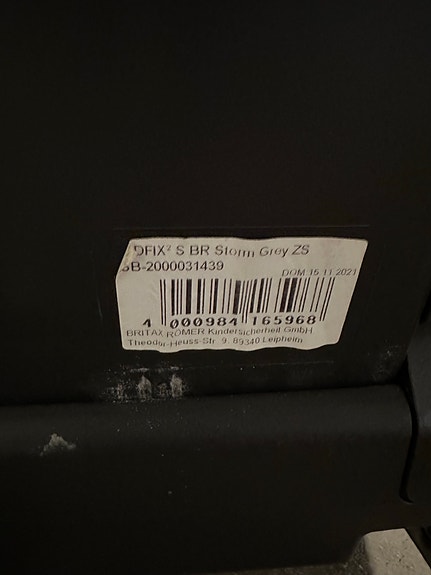 DFIX² S BR Storm Grey ZS
SB-2000031439
DOM 15.11.2021
4 000984 165968
BRITAX RÖMER Kindersicherheit GmbH
Theodor-Heuss-Str. 9, 89340 Leipheim